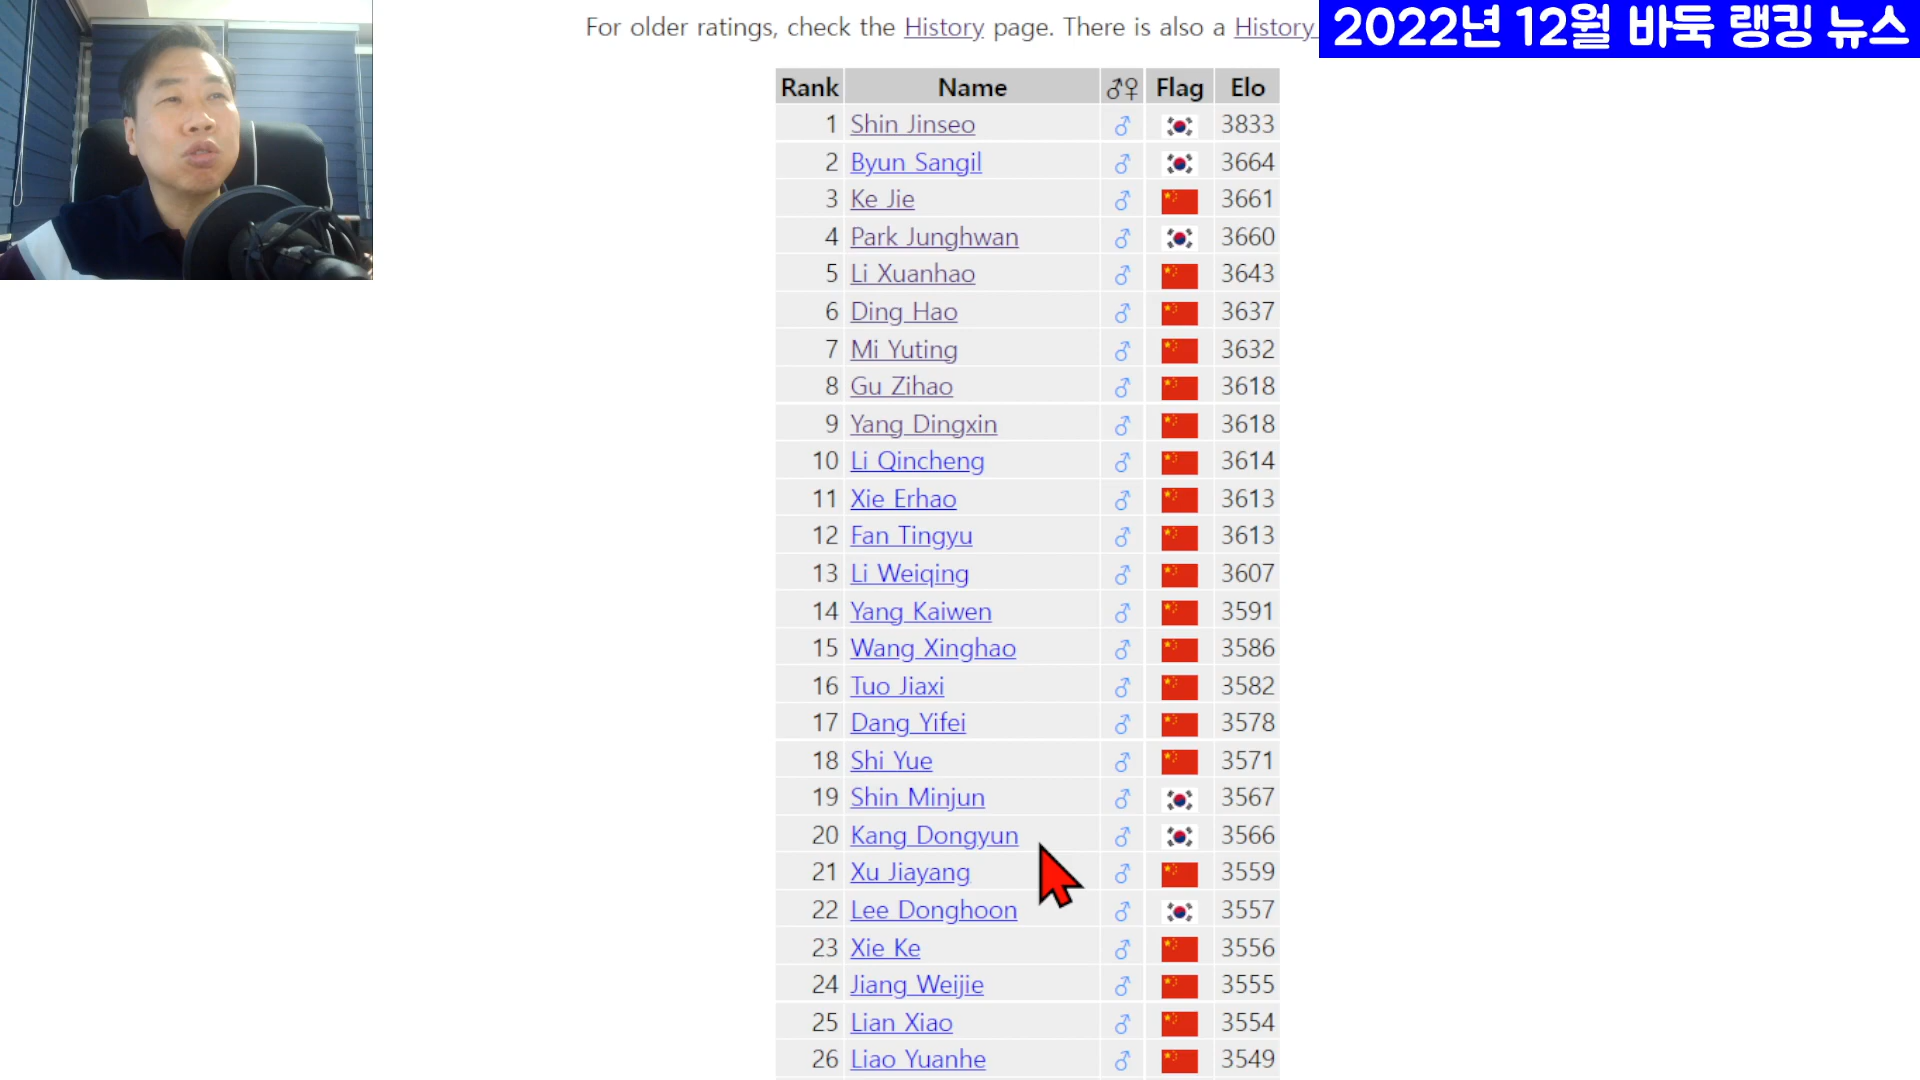 For older ratings, check the History page. There is also a History
2022년 12월 바둑 랭킹 뉴스
Rank Name ♂♀ Flag Elo
1 Shin Jinseo ♂ 3833
2 Byun Sangil ♂ 3664
3 Ke Jie ♂ 3661
4 Park Junghwan ♂ 3660
5 Li Xuanhao ♂ 3643
6 Ding Hao ♂ 3637
7 Mi Yuting ♂ 3632
8 Gu Zihao ♂ 3618
9 Yang Dingxin ♂ 3618
10 Li Qincheng ♂ 3614
11 Xie Erhao ♂ 3613
12 Fan Tingyu ♂ 3613
13 Li Weiqing ♂ 3607
14 Yang Kaiwen ♂ 3591
15 Wang Xinghao ♂ 3586
16 Tuo Jiaxi ♂ 3582
17 Dang Yifei ♂ 3578
18 Shi Yue ♂ 3571
19 Shin Minjun ♂ 3567
20 Kang Dongyun ♂ 3566
21 Xu Jiayang ♂ 3559
22 Lee Donghoon ♂ 3557
23 Xie Ke ♂ 3556
24 Jiang Weijie ♂ 3555
25 Lian Xiao ♂ 3554
26 Liao Yuanhe ♂ 3549